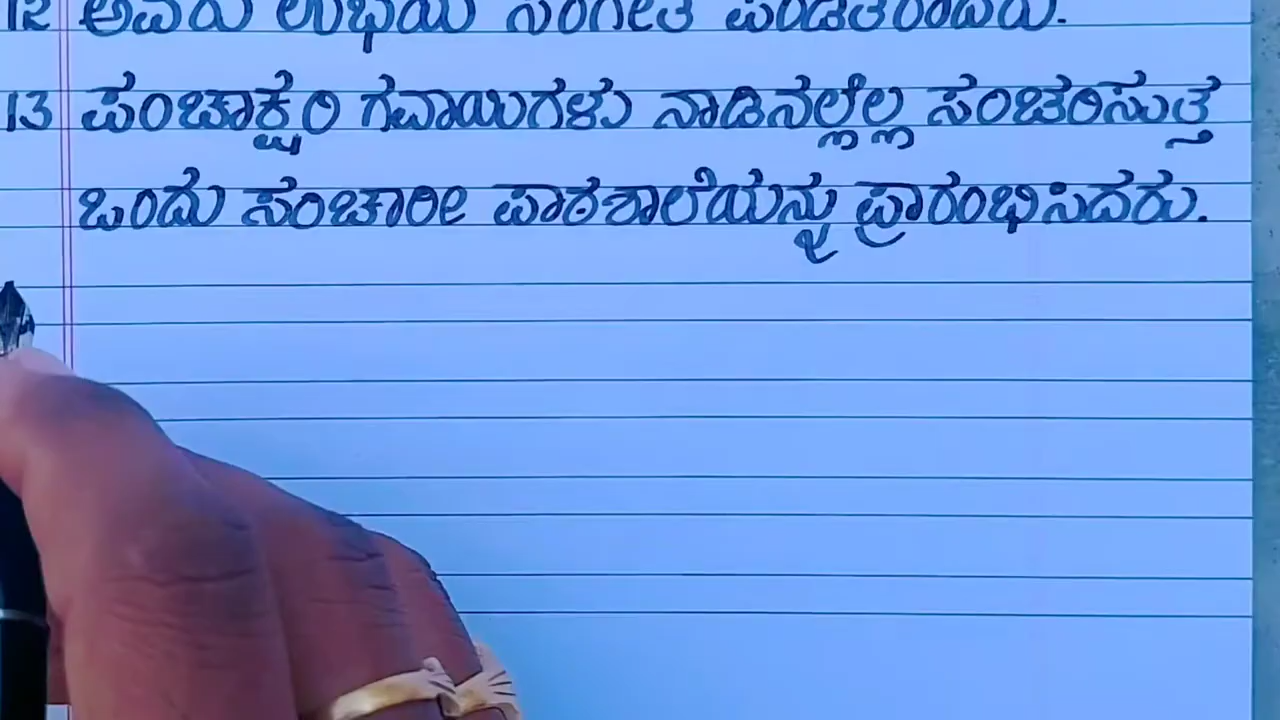 12 ಅವರು ಉಭಯ ಸಂಗೀತ ಪಂಡಿತರಾದರು.
13 ಪಂಚಾಕ್ಷರಿ ಗವಾಯಿಗಳು ನಾಡಿನಲ್ಲೆಲ್ಲ ಸಂಚರಿಸುತ್ತ
ಒಂದು ಸಂಚಾರೀ ಪಾಠಶಾಲೆಯನ್ನು ಪ್ರಾರಂಭಿಸಿದರು.